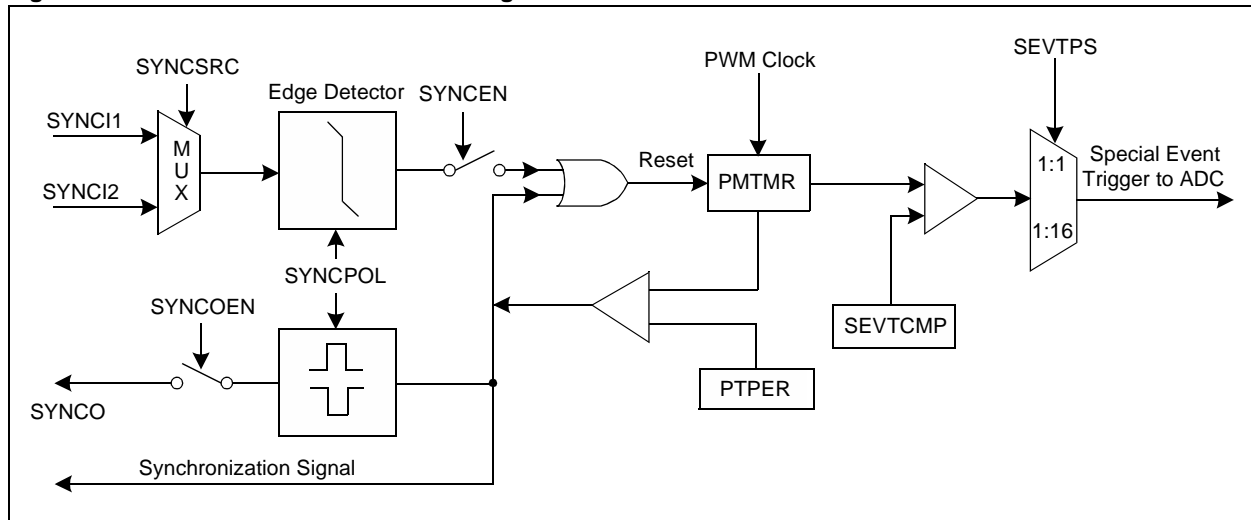 SYNCSRC
SYNCI1
SYNCI2
MUX
Edge Detector
SYNCEN
PWM Clock
SEVTPS
Reset
PMTMR
1:1
1:16
Special Event
Trigger to ADC
SYNCPOL
SYNCOEN
SYNCO
SEVTCMP
PTPER
Synchronization Signal